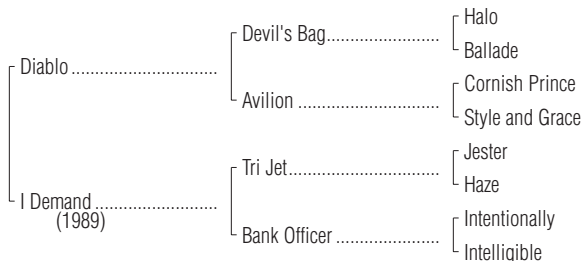 Halo
Devil's Bag
Ballade
Diablo
Cornish Prince
Avilion
Style and Grace
Jester
Tri Jet
Haze
I Demand
(1989)
Intentionally
Bank Officer
Intelligible